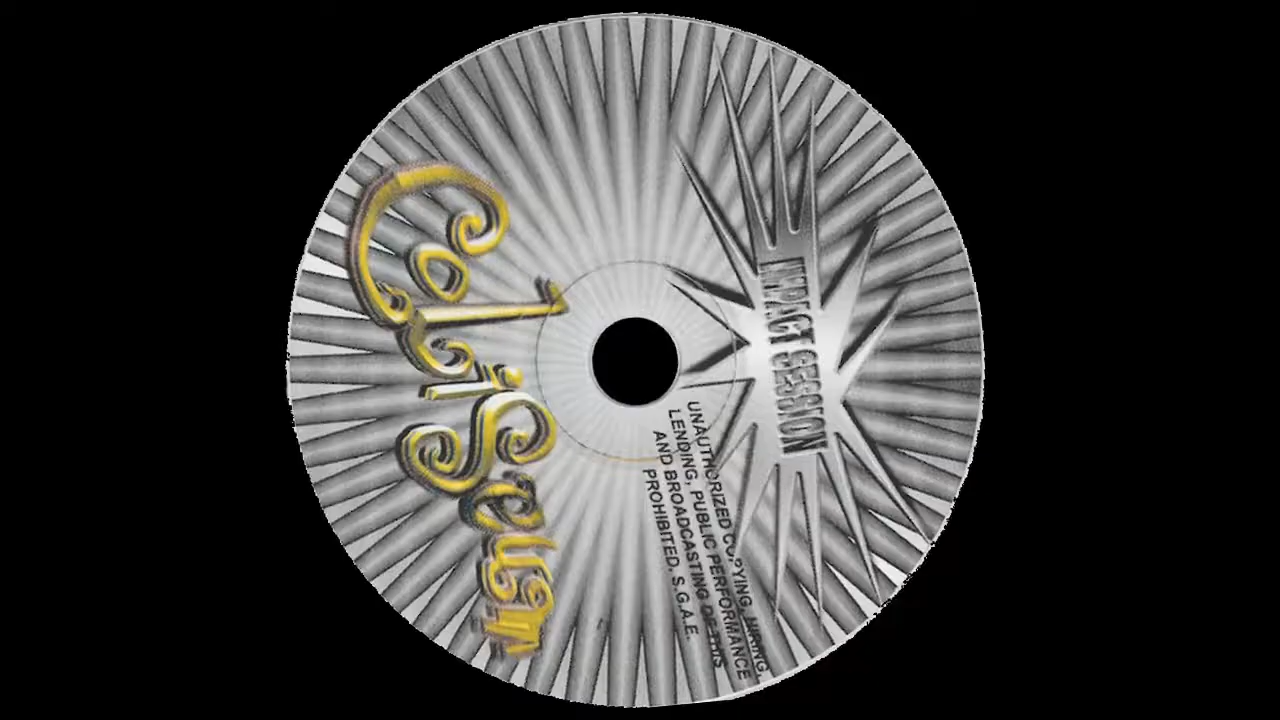 IMPACT SESSION
UNAUTHORIZED COPYING, HIRING,
LENDING, PUBLIC PERFORMANCE
AND BROADCASTING OF THIS
PROHIBITED. S.G.A.E.
ColiSeum